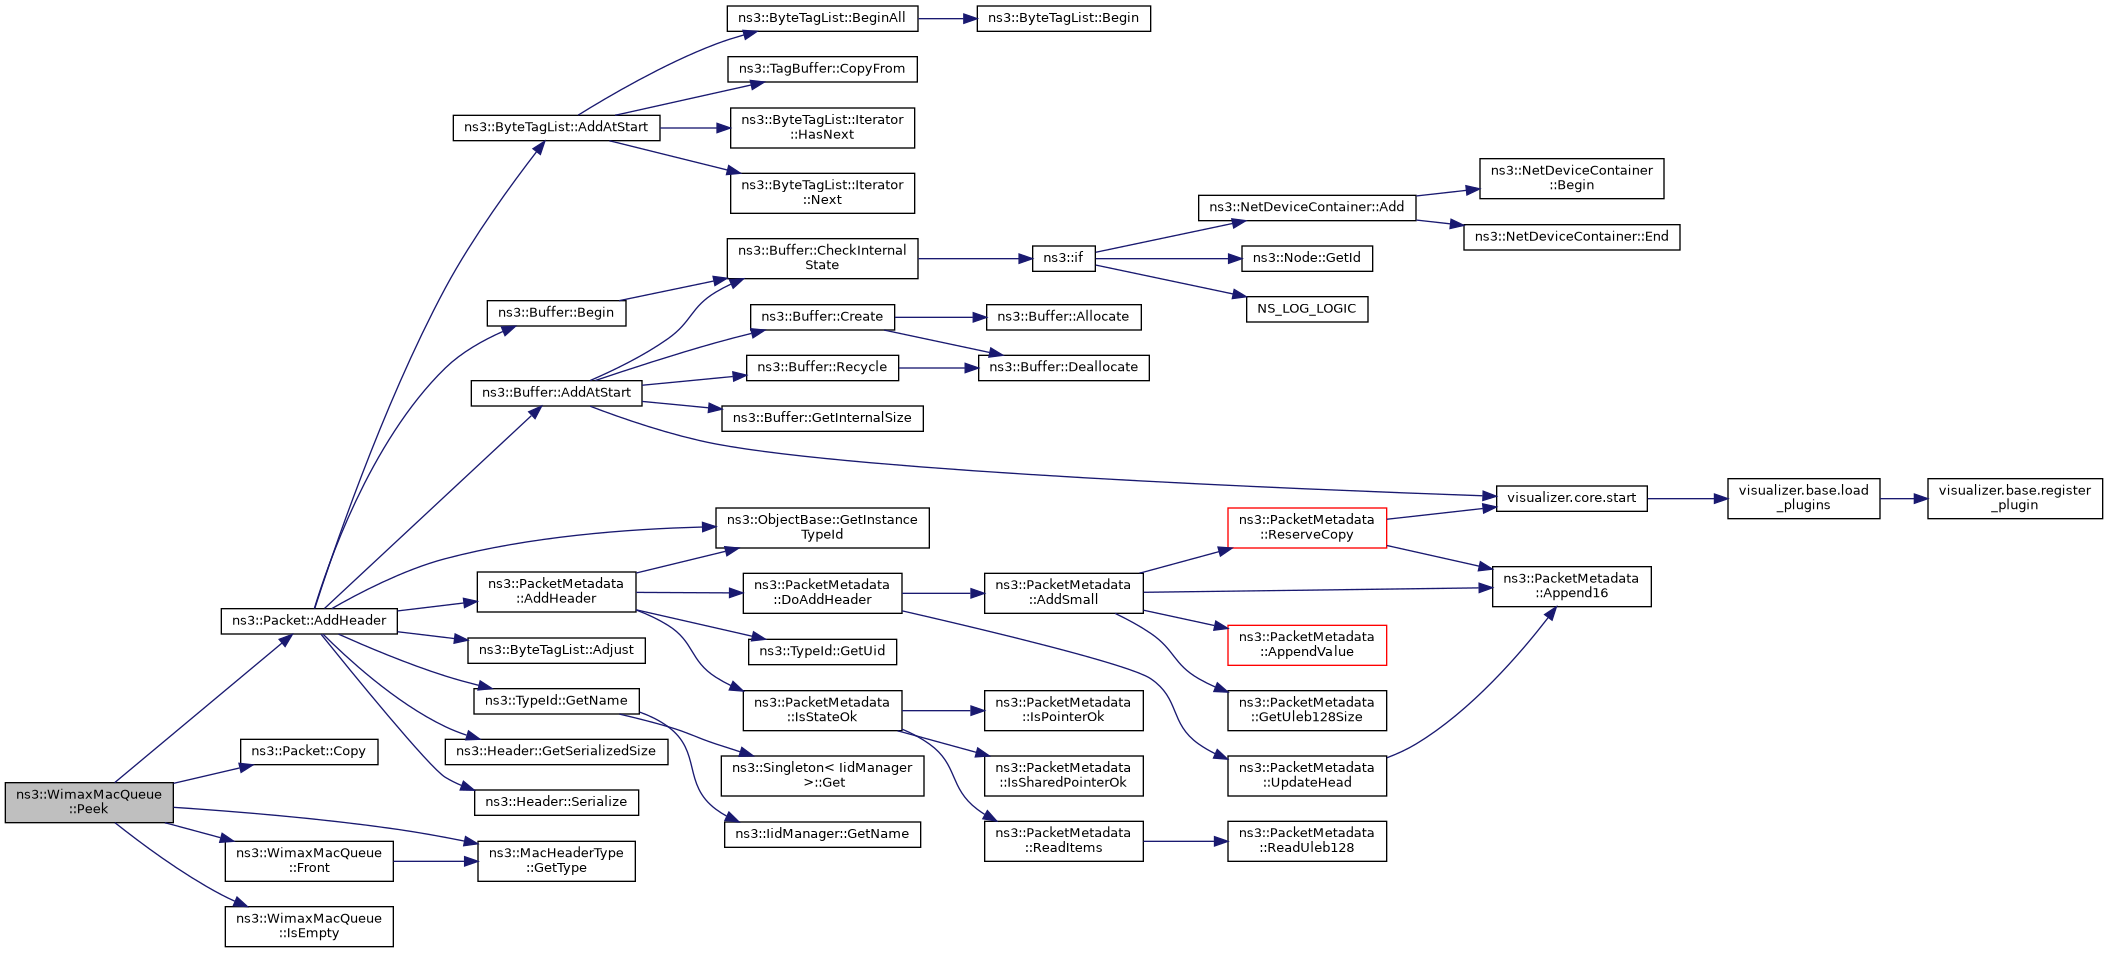 ns3::ByteTagList::BeginAll
ns3::ByteTagList::Begin
ns3::TagBuffer::CopyFrom
ns3::ByteTagList::AddAtStart
ns3::ByteTagList::Iterator
::HasNext
ns3::ByteTagList::Iterator
::Next
ns3::NetDeviceContainer
::Begin
ns3::NetDeviceContainer::Add
ns3::NetDeviceContainer::End
ns3::Buffer::CheckInternal
State
ns3::if
ns3::Node::GetId
ns3::Buffer::Begin
ns3::Buffer::Create
ns3::Buffer::Allocate
NS_LOG_LOGIC
ns3::Buffer::Recycle
ns3::Buffer::Deallocate
ns3::Buffer::AddAtStart
ns3::Buffer::GetInternalSize
visualizer.core.start
visualizer.base.load
_plugins
visualizer.base.register
_plugin
ns3::ObjectBase::GetInstance
TypeId
ns3::PacketMetadata
::ReserveCopy
ns3::PacketMetadata
::AddHeader
ns3::PacketMetadata
::DoAddHeader
ns3::PacketMetadata
::AddSmall
ns3::PacketMetadata
::Append16
ns3::Packet::AddHeader
ns3::ByteTagList::Adjust
ns3::TypeId::GetUid
ns3::PacketMetadata
::AppendValue
ns3::TypeId::GetName
ns3::PacketMetadata
::IsStateOk
ns3::PacketMetadata
::IsPointerOk
ns3::PacketMetadata
::GetUleb128Size
ns3::Packet::Copy
ns3::Header::GetSerializedSize
ns3::Singleton< IidManager
>::Get
ns3::PacketMetadata
::IsSharedPointerOk
ns3::PacketMetadata
::UpdateHead
ns3::WimaxMacQueue
::Peek
ns3::Header::Serialize
ns3::IidManager::GetName
ns3::PacketMetadata
::ReadItems
ns3::PacketMetadata
::ReadUleb128
ns3::WimaxMacQueue
::Front
ns3::MacHeaderType
::GetType
ns3::WimaxMacQueue
::IsEmpty